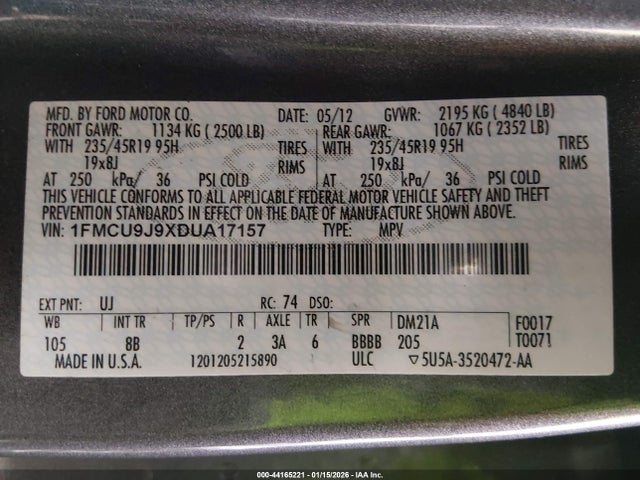 MFD. BY FORD MOTOR CO. DATE: 05/12 GVWR: 2195 KG ( 4840 LB)
FRONT GAWR: 1134 KG ( 2500 LB) REAR GAWR: 1067 KG ( 2352 LB)
WITH 235/45R19 95H TIRES WITH 235/45R19 95H TIRES
19x8J RIMS 19x8J RIMS
AT 250 kPa/ 36 PSI COLD AT 250 kPa/ 36 PSI COLD
THIS VEHICLE CONFORMS TO ALL APPLICABLE FEDERAL MOTOR VEHICLE SAFETY AND THEFT
PREVENTION STANDARDS IN EFFECT ON THE DATE OF MANUFACTURE SHOWN ABOVE.
VIN: 1FMCU9J9XDUA17157 TYPE: MPV
EXT PNT: UJ RC: 74 DSO:
WB INT TR TP/PS R AXLE TR SPR DM21A F0017
105 8B 2 3A 6 BBBB 205 T0071
MADE IN U.S.A. 1201205215890 ULC ▽5U5A-3520472-AA
000-44165221 - 01/15/2026 - IAA Inc.